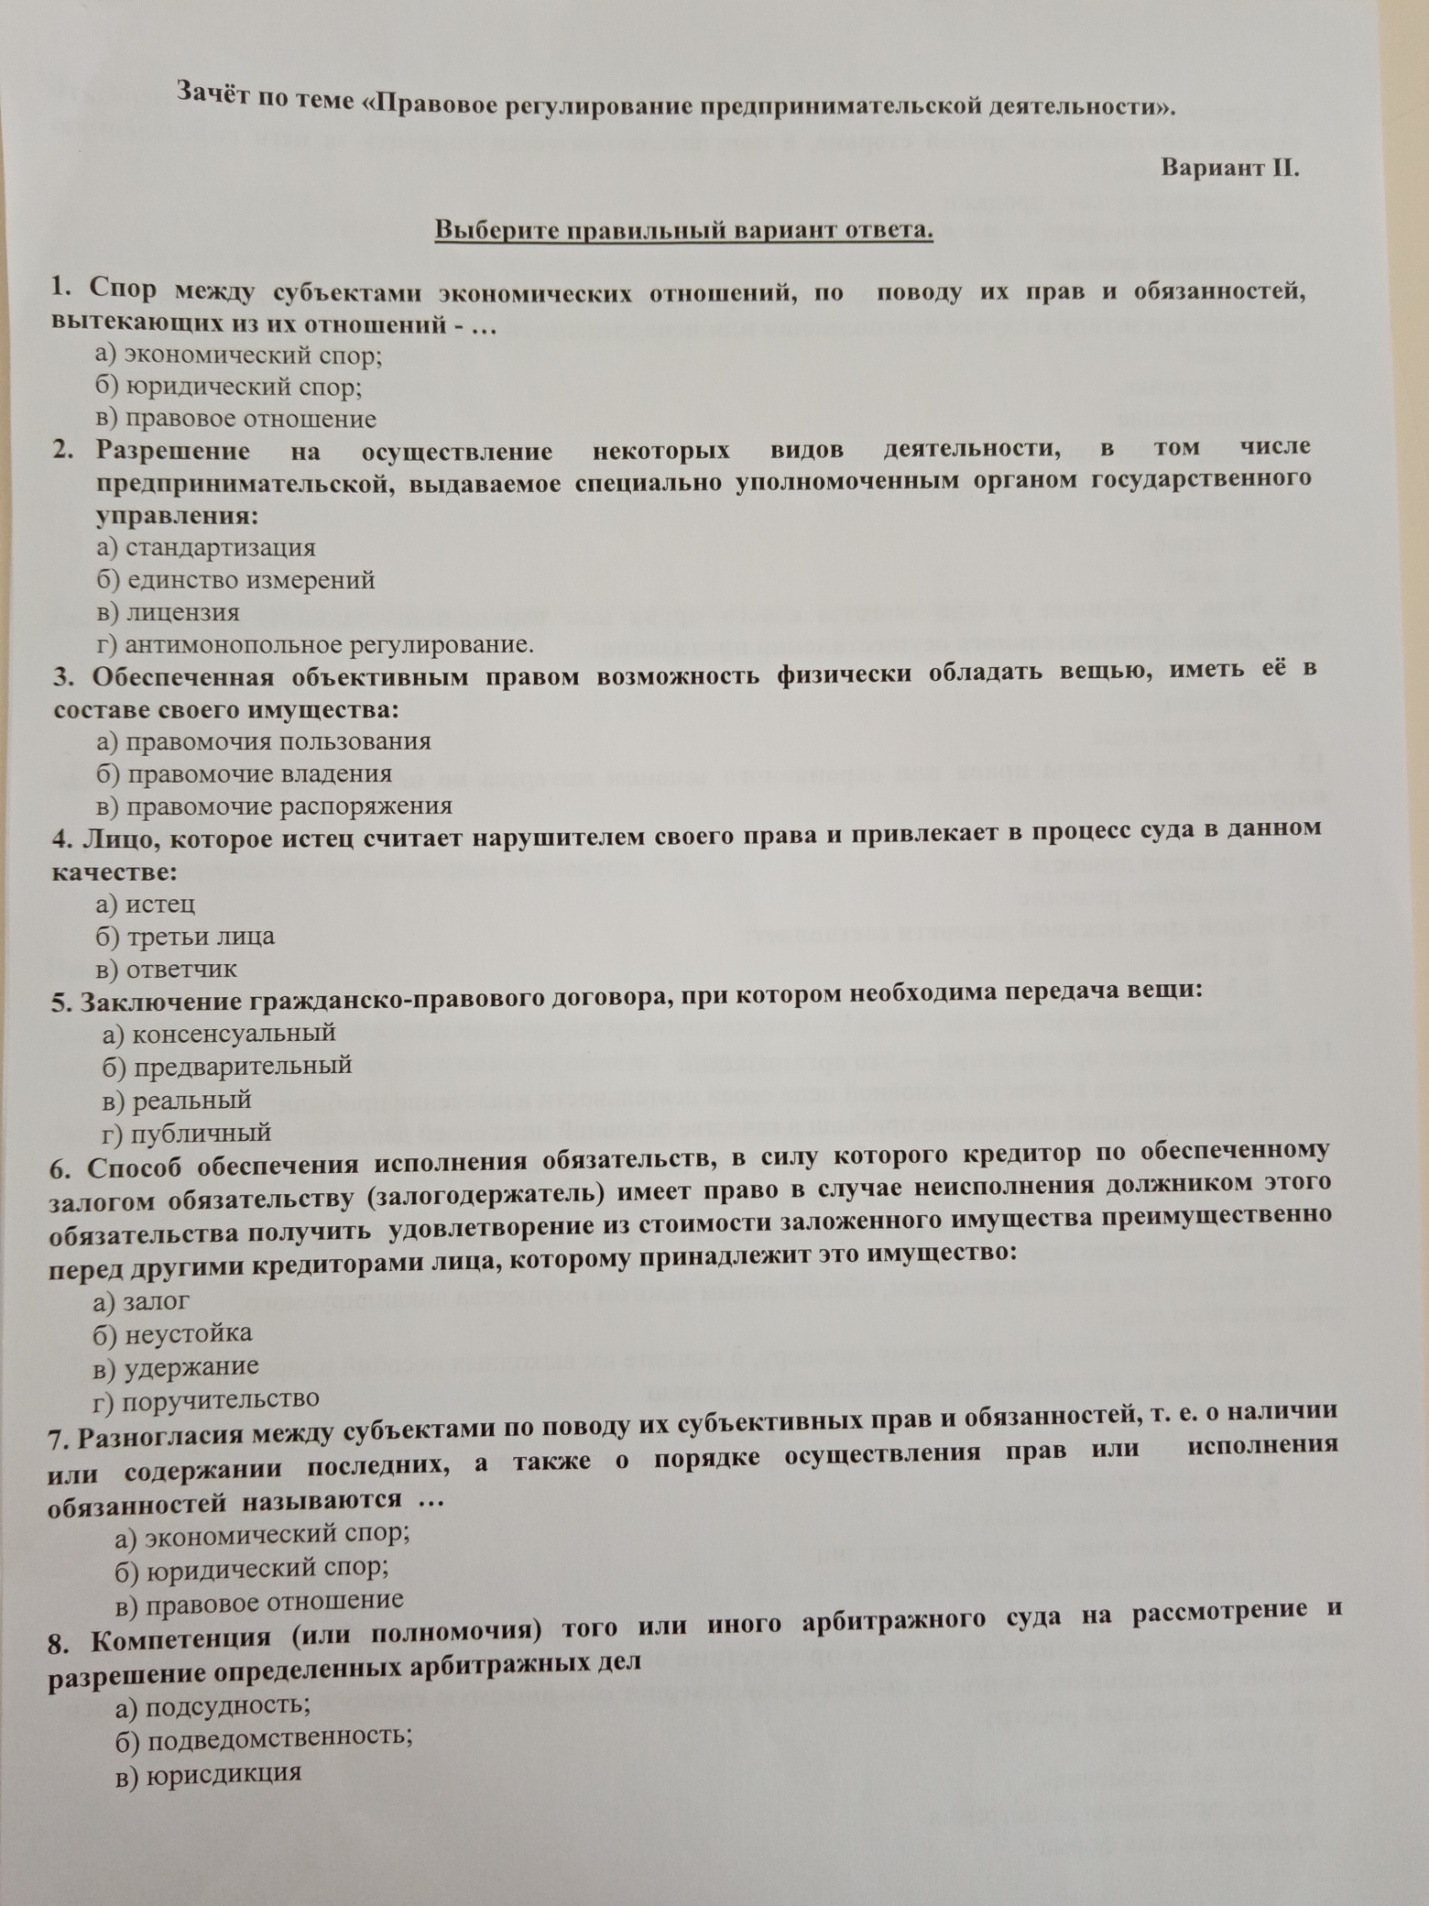 Зачёт по теме «Правовое регулирование предпринимательской деятельности».
Вариант II.
Выберите правильный вариант ответа.
1. Спор между субъектами экономических отношений, по поводу их прав и обязанностей,
вытекающих из их отношений - …
а) экономический спор;
б) юридический спор;
в) правовое отношение
2. Разрешение на осуществление некоторых видов деятельности, в том числе
предпринимательской, выдаваемое специально уполномоченным органом государственного
управления:
а) стандартизация
б) единство измерений
в) лицензия
г) антимонопольное регулирование.
3. Обеспеченная объективным правом возможность физически обладать вещью, иметь её в
составе своего имущества:
а) правомочия пользования
б) правомочие владения
в) правомочие распоряжения
4. Лицо, которое истец считает нарушителем своего права и привлекает в процесс суда в данном
качестве:
а) истец
б) третьи лица
в) ответчик
5. Заключение гражданско-правового договора, при котором необходима передача вещи:
а) консенсуальный
б) предварительный
в) реальный
г) публичный
6. Способ обеспечения исполнения обязательств, в силу которого кредитор по обеспеченному
залогом обязательству (залогодержатель) имеет право в случае неисполнения должником этого
обязательства получить удовлетворение из стоимости заложенного имущества преимущественно
перед другими кредиторами лица, которому принадлежит это имущество:
а) залог
б) неустойка
в) удержание
г) поручительство
7. Разногласия между субъектами по поводу их субъективных прав и обязанностей, т. е. о наличии
или содержании последних, а также о порядке осуществления прав или исполнения
обязанностей называются …
а) экономический спор;
б) юридический спор;
в) правовое отношение
8. Компетенция (или полномочия) того или иного арбитражного суда на рассмотрение и
разрешение определенных арбитражных дел
а) подсудность;
б) подведомственность;
в) юрисдикция